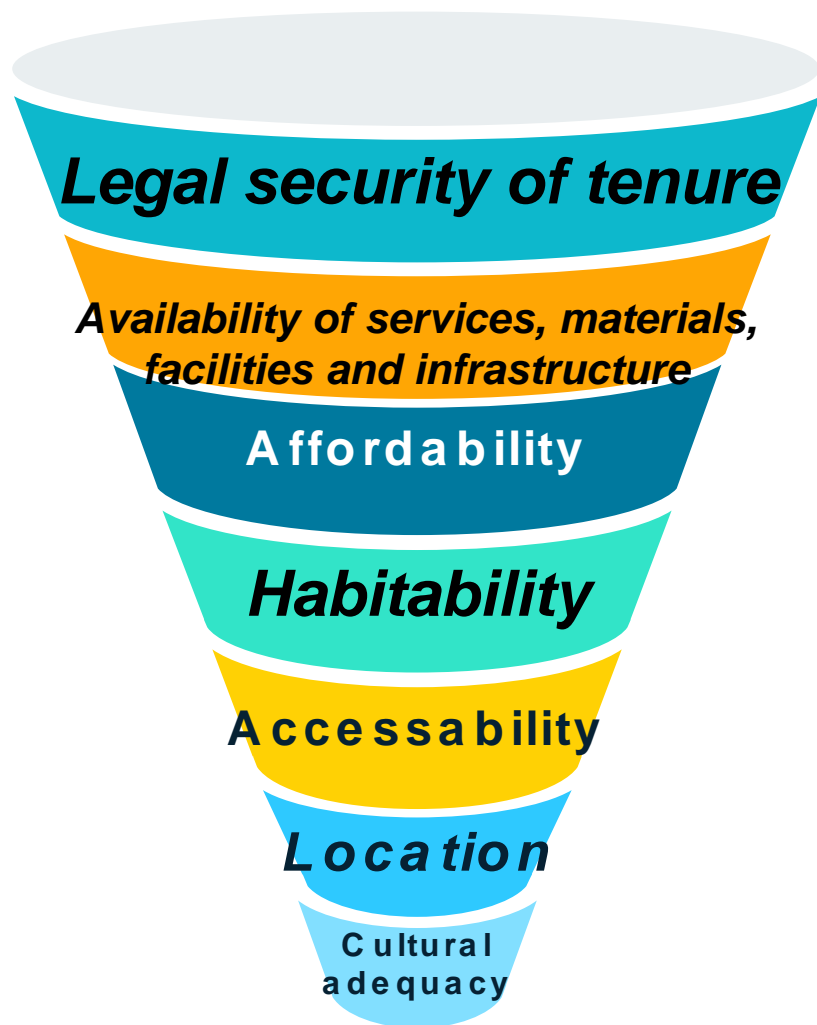 Legal security of tenure
Availability of services, materials,
facilities and infrastructure
Affordability
Habitability
Accessability
Location
Cultural
adequacy